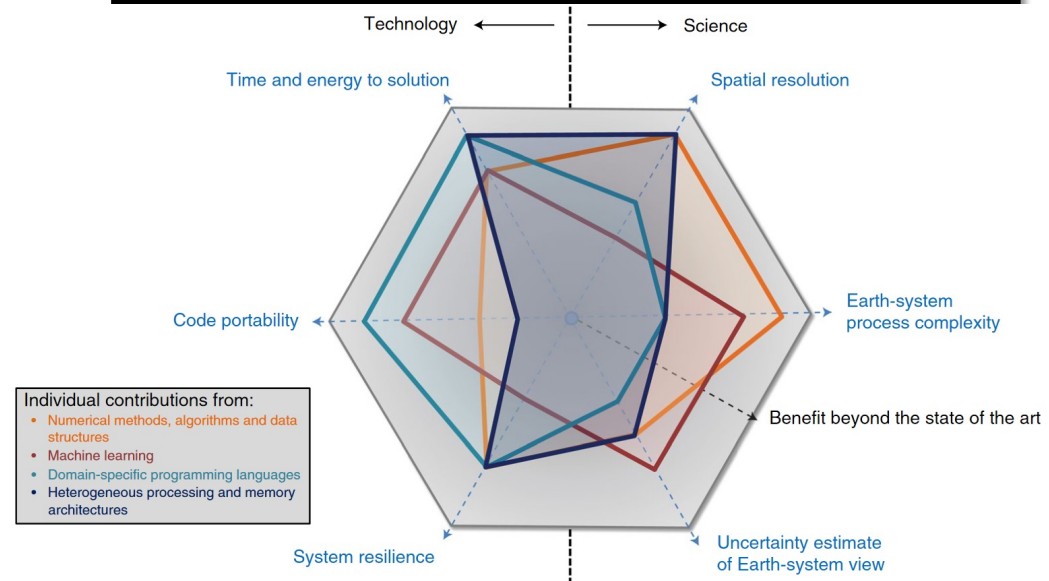 Technology
Science
Time and energy to solution
Spatial resolution
Code portability
Earth-system
process complexity
Individual contributions from:
• Numerical methods, algorithms and data
structures
• Machine learning
• Domain-specific programming languages
• Heterogeneous processing and memory
architectures
Benefit beyond the state of the art
System resilience
Uncertainty estimate
of Earth-system view